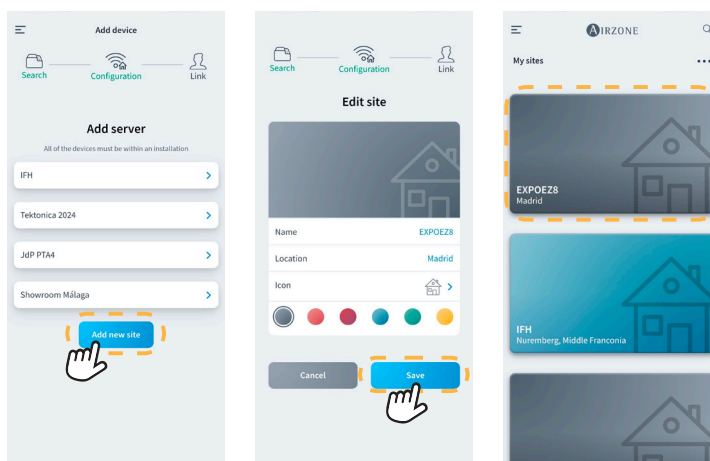 Add device
Search
Configuration
Link
Add server
All of the devices must be within an installation
IFH
Tektonica 2024
JdP PTA4
Showroom Málaga
Add new site
Search
Configuration
Link
Edit site
Name
EXPOEZ8
Location
Madrid
Icon
Cancel
Save
AIRZONE
My sites
EXPOEZ8
Madrid
IFH
Nuremberg, Middle Franconia